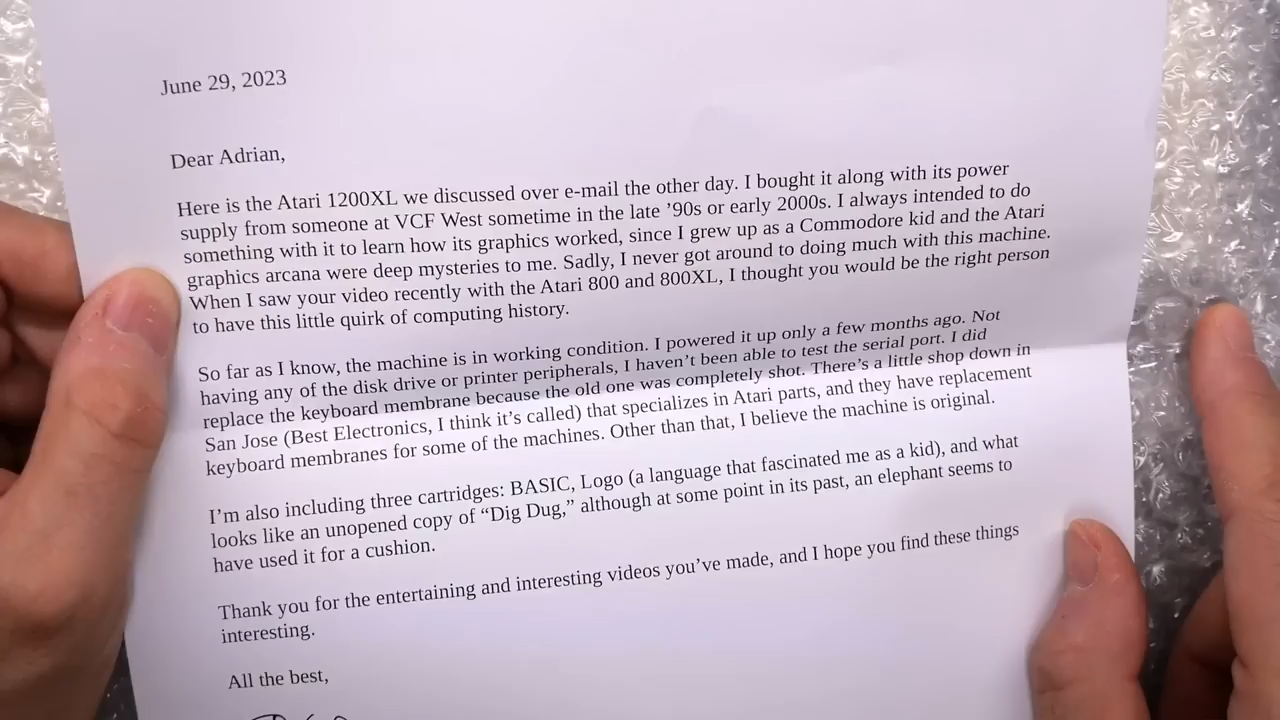 June 29, 2023
Dear Adrian,
Here is the Atari 1200XL we discussed over e-mail the other day. I bought it along with its power
supply from someone at VCF West sometime in the late ’90s or early 2000s. I always intended to do
something with it to learn how its graphics worked, since I grew up as a Commodore kid and the Atari
graphics arcana were deep mysteries to me. Sadly, I never got around to doing much with this machine.
When I saw your video recently with the Atari 800 and 800XL, I thought you would be the right person
to have this little quirk of computing history.
So far as I know, the machine is in working condition. I powered it up only a few months ago. Not
having any of the disk drive or printer peripherals, I haven’t been able to test the serial port. I did
replace the keyboard membrane because the old one was completely shot. There’s a little shop down in
San Jose (Best Electronics, I think it’s called) that specializes in Atari parts, and they have replacement
keyboard membranes for some of the machines. Other than that, I believe the machine is original.
I’m also including three cartridges: BASIC, Logo (a language that fascinated me as a kid), and what
looks like an unopened copy of “Dig Dug,” although at some point in its past, an elephant seems to
have used it for a cushion.
Thank you for the entertaining and interesting videos you’ve made, and I hope you find these things
interesting.
All the best,